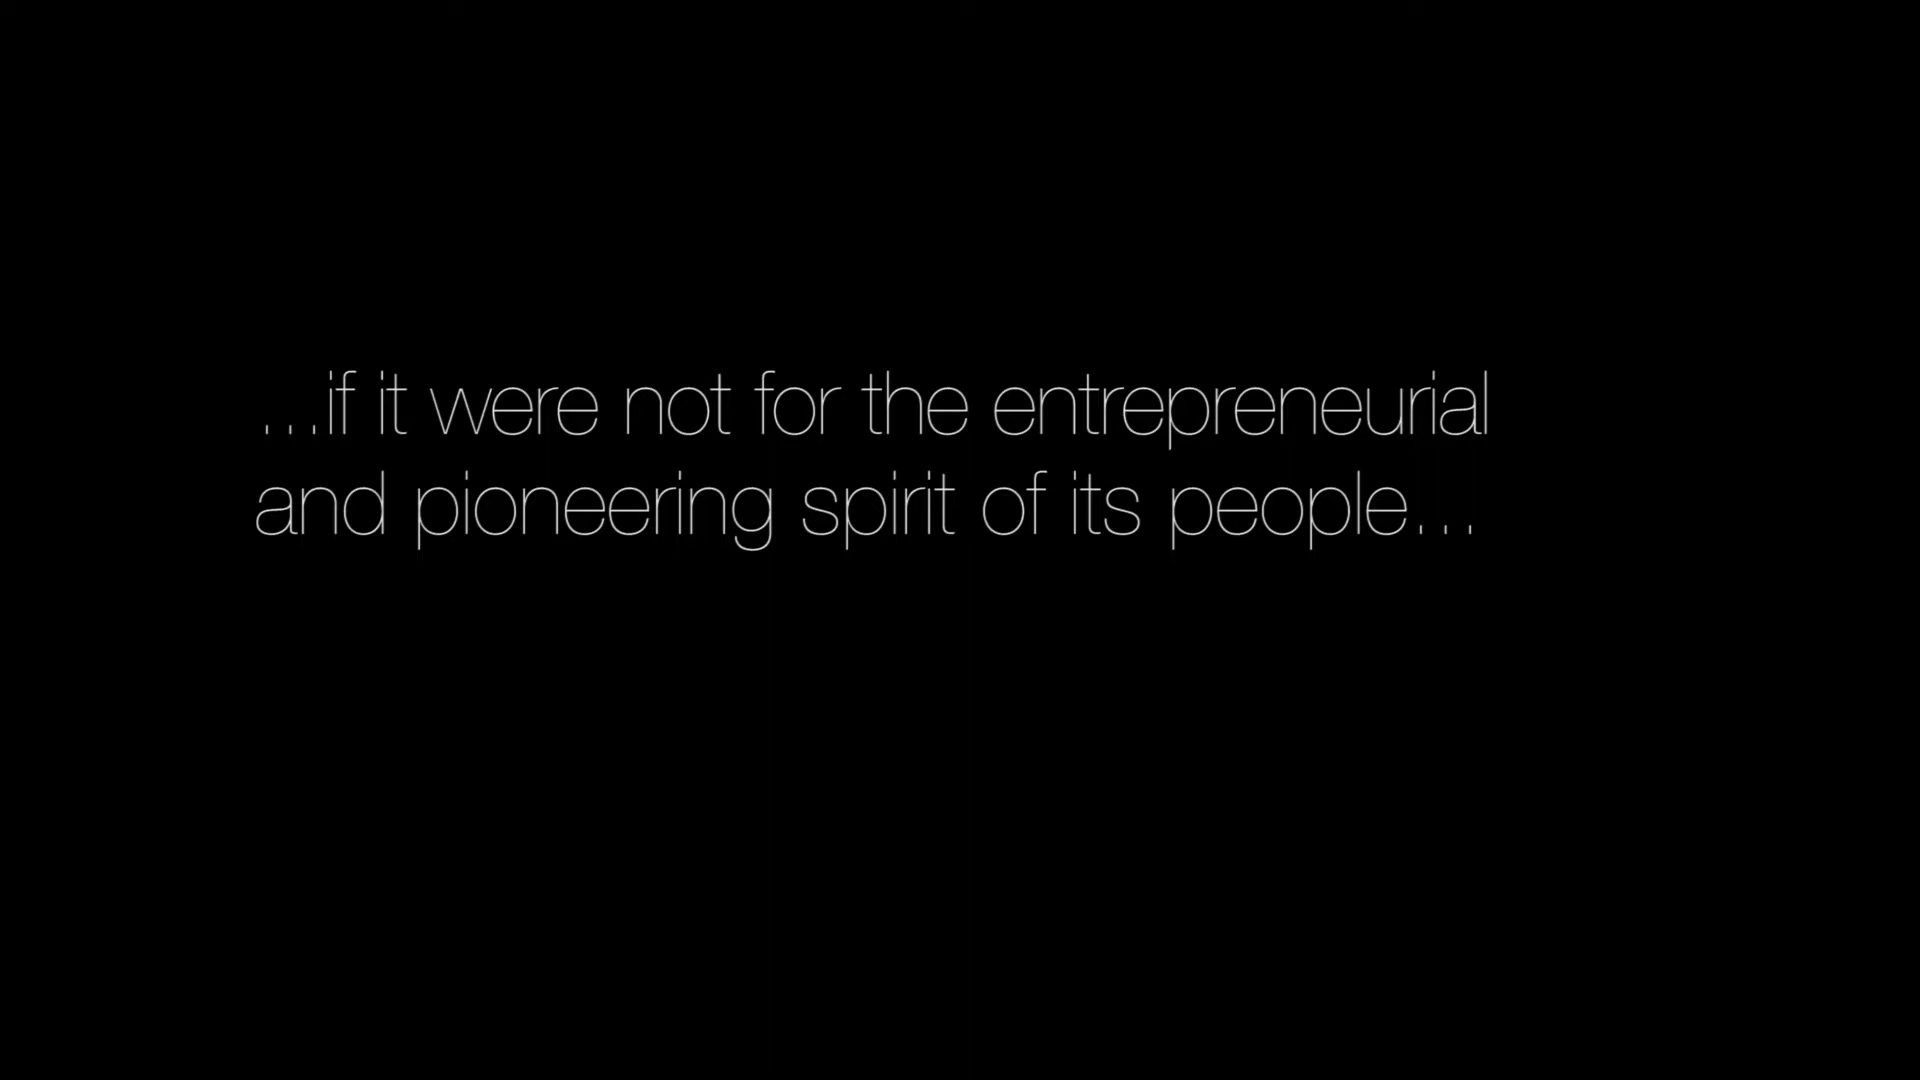 ...if it were not for the entrepreneurial
and pioneering spirit of its people...